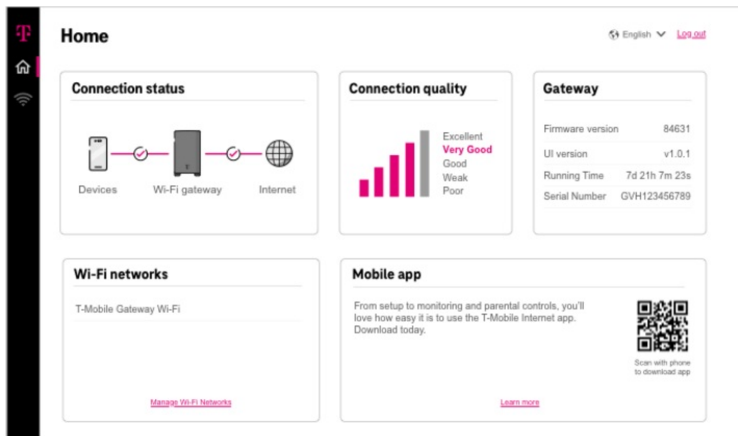 T
Home
English
Log out
Connection status
Devices
Wi-Fi gateway
Internet
Connection quality
Excellent
Very Good
Good
Weak
Poor
Gateway
Firmware version 84631
UI version v1.0.1
Running Time 7d 21h 7m 23s
Serial Number GVH123456789
Wi-Fi networks
T-Mobile Gateway Wi-Fi
Manage Wi-Fi Networks
Mobile app
From setup to monitoring and parental controls, you'll
love how easy it is to use the T-Mobile Internet app.
Download today.
Scan with phone
to download app
Learn more